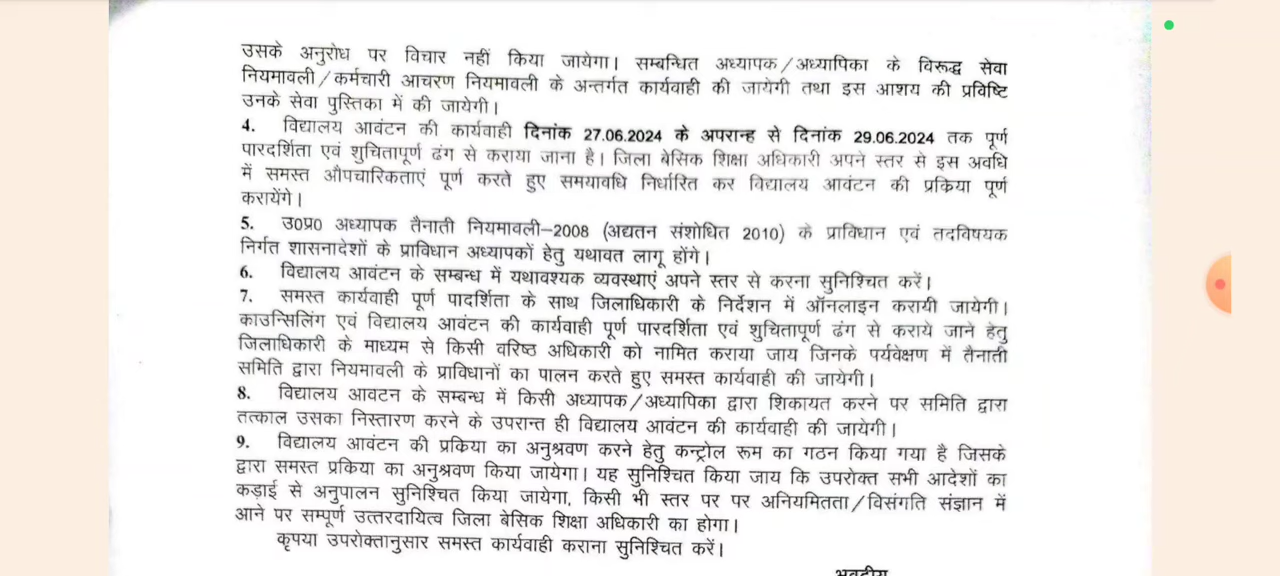 उसके अनुरोध पर विचार नहीं किया जायेगा। सम्बन्धित अध्यापक/अध्यापिका के विरूद्ध सेवा
नियमावली/कर्मचारी आचरण नियमावली के अन्तर्गत कार्यवाही की जायेगी तथा इस आशय की प्रविष्टि
उनके सेवा पुस्तिका में की जायेगी।
4. विद्यालय आवंटन की कार्यवाही दिनांक 27.06.2024 के अपरान्ह से दिनांक 29.06.2024 तक पूर्ण
पारदर्शिता एवं शुचितापूर्ण ढंग से कराया जाना है। जिला बेसिक शिक्षा अधिकारी अपने स्तर से इस अवधि
में समस्त औपचारिकताएं पूर्ण करते हुए समयावधि निर्धारित कर विद्यालय आवंटन की प्रक्रिया पूर्ण
करायेंगे।
5. उ0प्र0 अध्यापक तैनाती नियमावली–2008 (अद्यतन संशोधित 2010) के प्राविधान एवं तदविषयक
निर्गत शासनादेशों के प्राविधान अध्यापकों हेतु यथावत लागू होंगे।
6. विद्यालय आवंटन के सम्बन्ध में यथावश्यक व्यवस्थाएं अपने स्तर से करना सुनिश्चित करें।
7. समस्त कार्यवाही पूर्ण पादर्शिता के साथ जिलाधिकारी के निर्देशन में ऑनलाइन करायी जायेगी।
काउन्सिलिंग एवं विद्यालय आवंटन की कार्यवाही पूर्ण पारदर्शिता एवं शुचितापूर्ण ढंग से कराये जाने हेतु
जिलाधिकारी के माध्यम से किसी वरिष्ठ अधिकारी को नामित कराया जाय जिनके पर्यवेक्षण में तैनाती
समिति द्वारा नियमावली के प्राविधानों का पालन करते हुए समस्त कार्यवाही की जायेगी।
8. विद्यालय आवटन के सम्बन्ध में किसी अध्यापक/अध्यापिका द्वारा शिकायत करने पर समिति द्वारा
तत्काल उसका निस्तारण करने के उपरान्त ही विद्यालय आवंटन की कार्यवाही की जायेगी।
9. विद्यालय आवंटन की प्रकिया का अनुश्रवण करने हेतु कन्ट्रोल रूम का गठन किया गया है जिसके
द्वारा समस्त प्रकिया का अनुश्रवण किया जायेगा। यह सुनिश्चित किया जाय कि उपरोक्त सभी आदेशों का
कड़ाई से अनुपालन सुनिश्चित किया जायेगा, किसी भी स्तर पर पर अनियमितता/विसंगति संज्ञान में
आने पर सम्पूर्ण उत्तरदायित्व जिला बेसिक शिक्षा अधिकारी का होगा।
कृपया उपरोक्तानुसार समस्त कार्यवाही कराना सुनिश्चित करें।